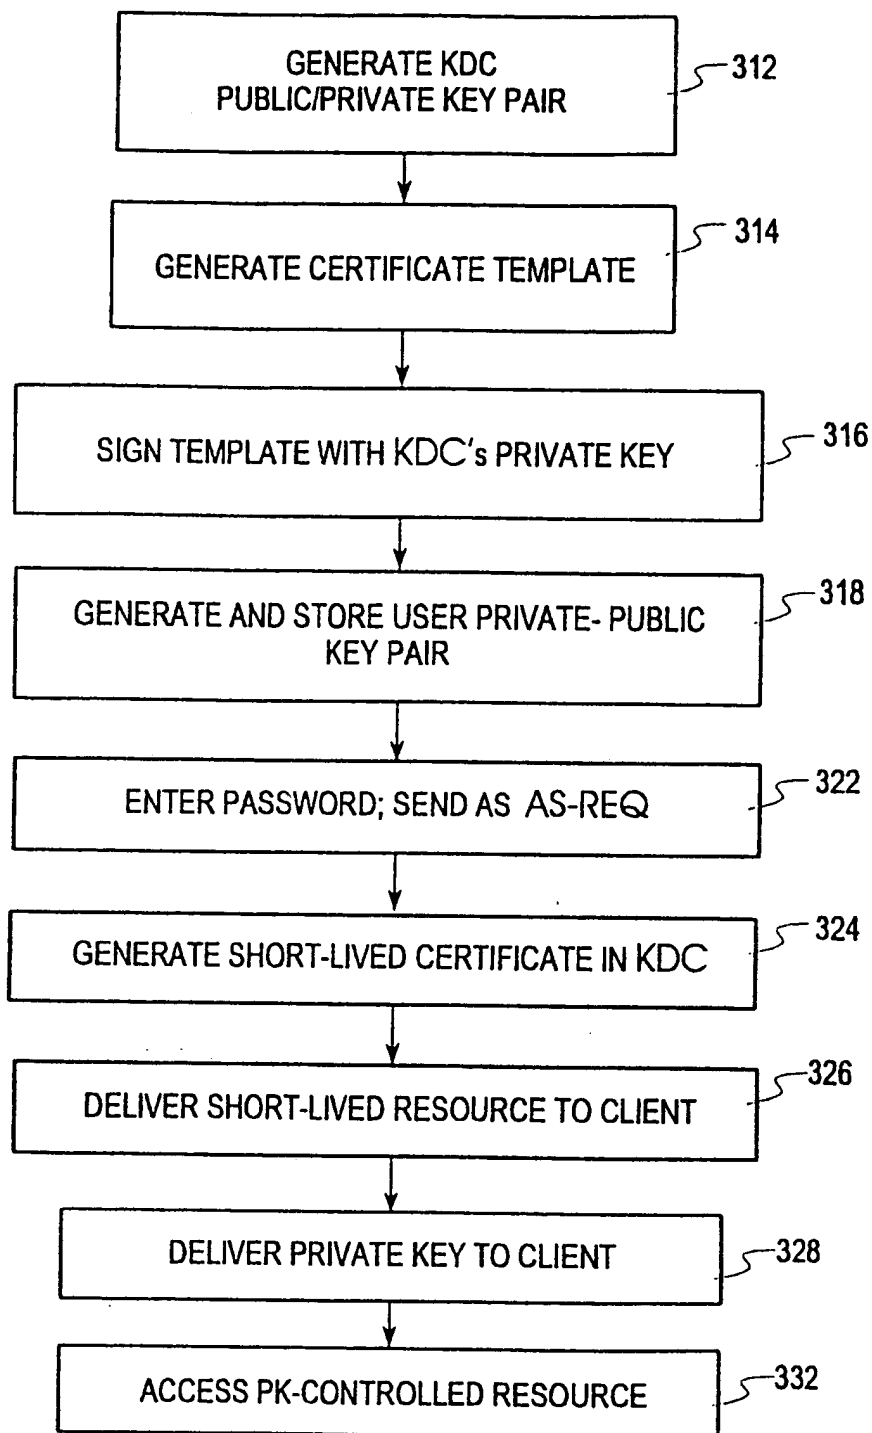 GENERATE KDC
PUBLIC/PRIVATE KEY PAIR
312
GENERATE CERTIFICATE TEMPLATE
314
SIGN TEMPLATE WITH KDC's PRIVATE KEY
316
GENERATE AND STORE USER PRIVATE- PUBLIC
KEY PAIR
318
ENTER PASSWORD; SEND AS AS-REQ
322
GENERATE SHORT-LIVED CERTIFICATE IN KDC
324
DELIVER SHORT-LIVED RESOURCE TO CLIENT
326
DELIVER PRIVATE KEY TO CLIENT
328
ACCESS PK-CONTROLLED RESOURCE
332